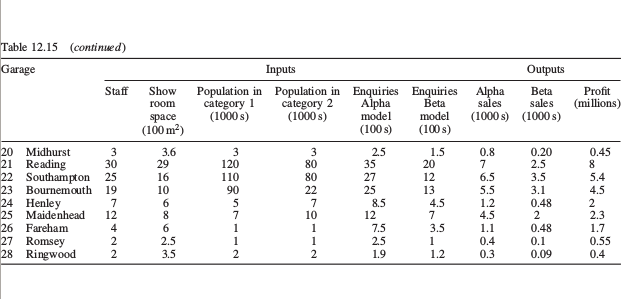 Table 12.15 (continued)
Garage Inputs Outputs
Staff Show Population in Population in Enquiries Enquiries Alpha Beta Profit
room category 1 category 2 Alpha Beta sales sales (millions)
space (1000 s) (1000 s) model model (1000 s) (1000 s)
(100 m²) (100 s) (100 s)
20 Midhurst 3 3.6 3 3 2.5 1.5 0.8 0.20 0.45
21 Reading 30 29 120 80 35 20 7 2.5 8
22 Southampton 25 16 110 80 27 12 6.5 3.5 5.4
23 Bournemouth 19 10 90 22 25 13 5.5 3.1 4.5
24 Henley 7 6 5 7 8.5 4.5 1.2 0.48 2
25 Maidenhead 12 8 7 10 12 7 4.5 2 2.3
26 Fareham 4 6 1 1 7.5 3.5 1.1 0.48 1.7
27 Romsey 2 2.5 1 1 2.5 1 0.4 0.1 0.55
28 Ringwood 2 3.5 2 2 1.9 1.2 0.3 0.09 0.4